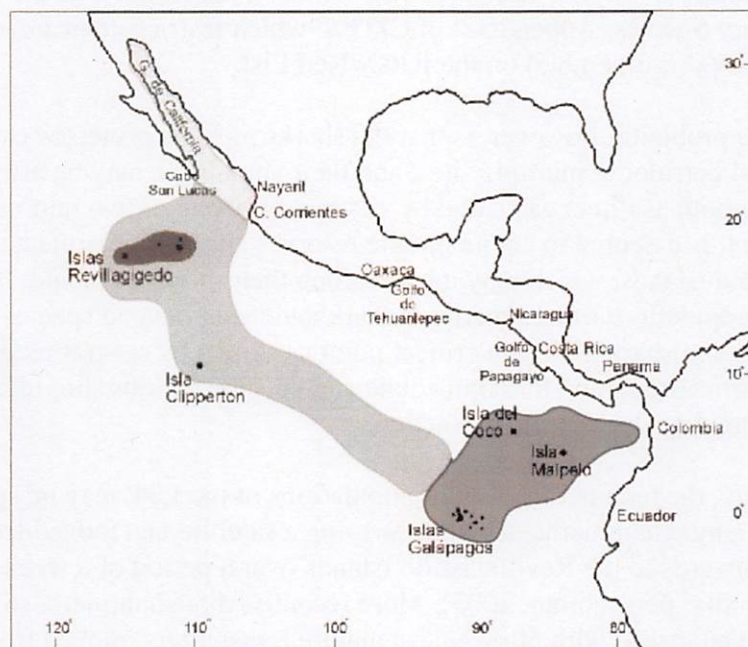 30°
G. de California
Cabo
San Lucas
Nayaril
C. Corrientes
20°
Islas
Revillagigedo
Oaxaca
Golfo
de
Tehuantepec
Nicaragua
Golfo
de
Papagayo
Costa Rica
Panama
10°
Isla
Clipperton
Isla del
Coco
Isla
Malpelo
Colombia
Islas
Galápagos
Ecuador
0°
120°
110°
100°
90°
80°